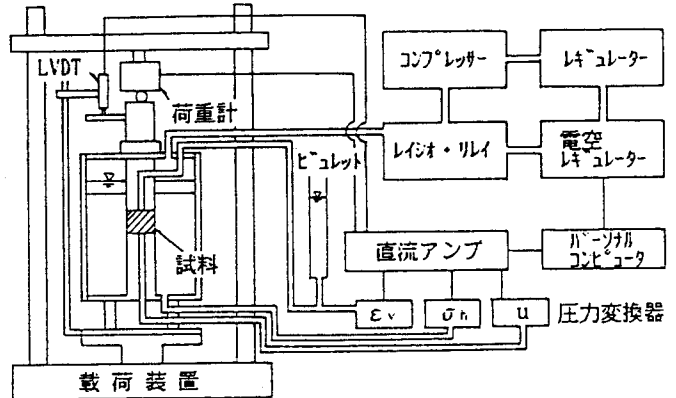 LVDT
荷重計
コンプレッサー
レギュレーター
レイシオ・リレイ
電空
レギュレーター
ビュレット
試料
直流アンプ
パーソナル
コンピュータ
εv
σh
u
圧力変換器
載荷装置